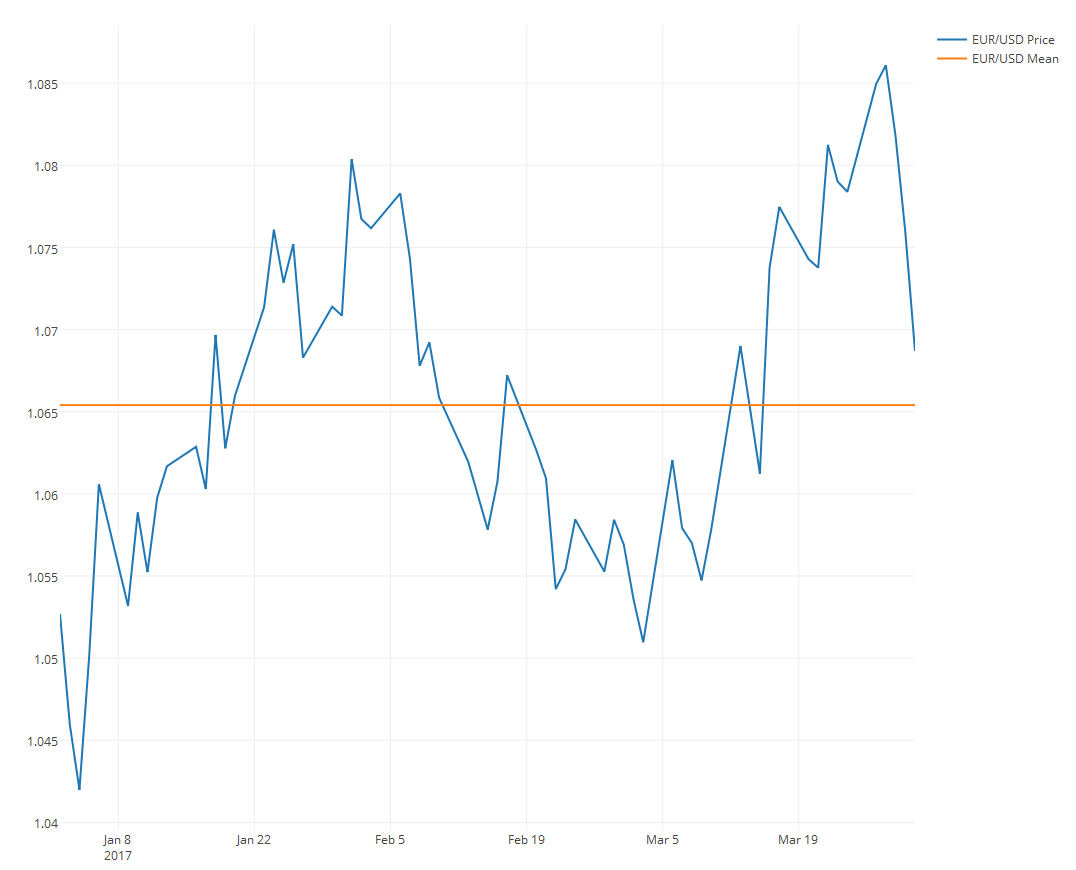 EUR/USD Price
EUR/USD Mean
1.085
1.08
1.075
1.07
1.065
1.06
1.055
1.05
1.045
1.04
Jan 8
2017
Jan 22
Feb 5
Feb 19
Mar 5
Mar 19